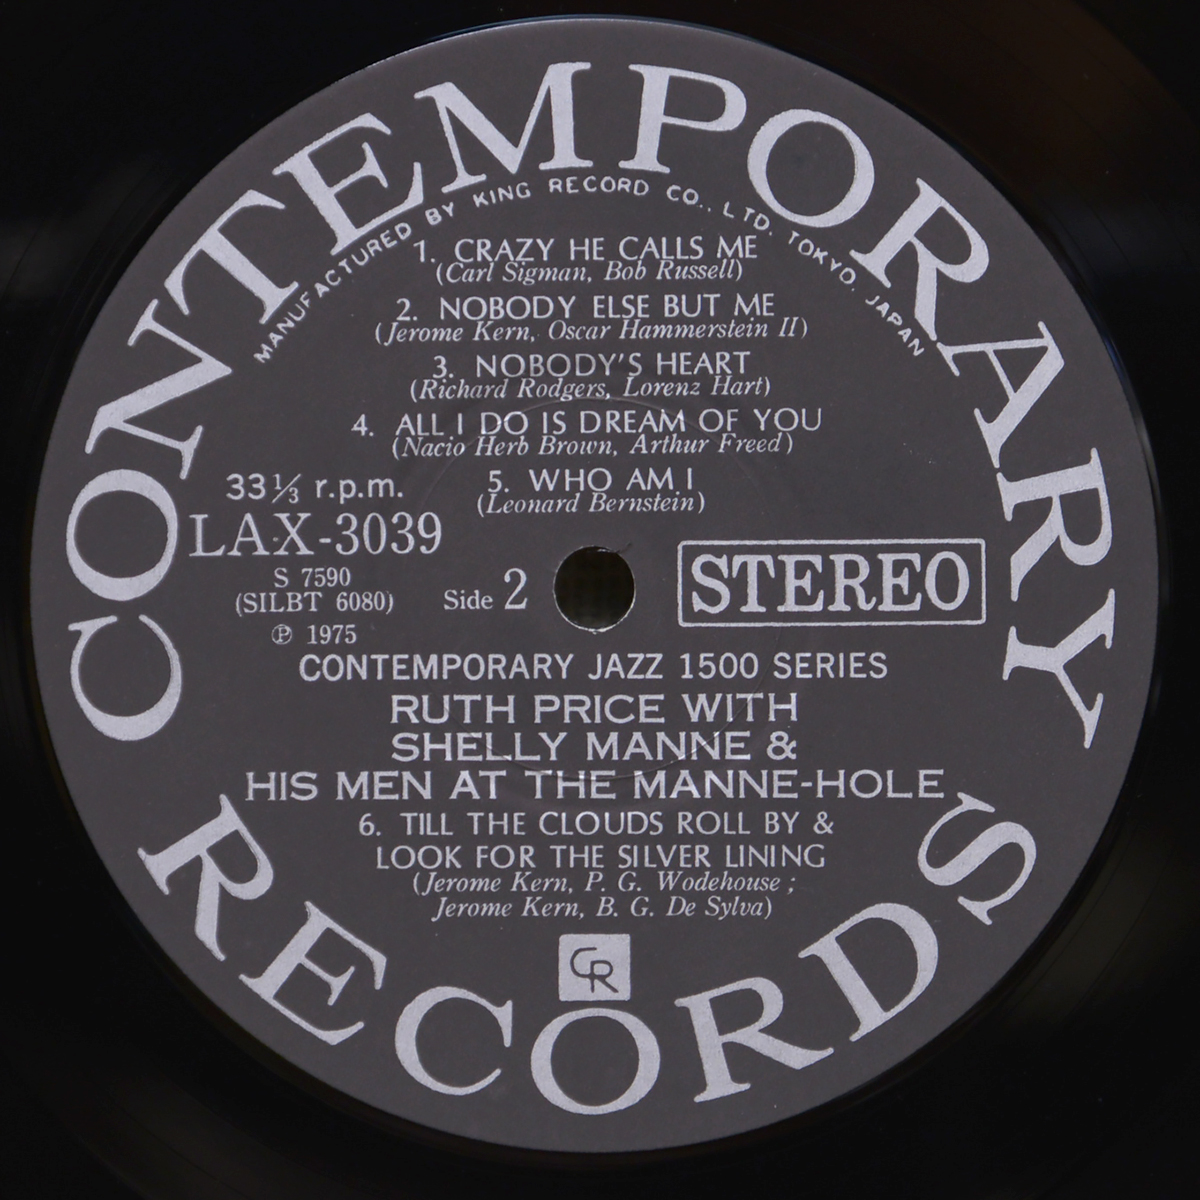 CONTEMPORARY
MANUFACTURED BY KING RECORD CO., LTD. TOKYO. JAPAN
1. CRAZY HE CALLS ME
(Carl Sigman, Bob Russell)
2. NOBODY ELSE BUT ME
(Jerome Kern, Oscar Hammerstein II)
3. NOBODY'S HEART
(Richard Rodgers, Lorenz Hart)
4. ALL I DO IS DREAM OF YOU
(Nacio Herb Brown, Arthur Freed)
5. WHO AM I
(Leonard Bernstein)
33⅓ r.p.m.
LAX-3039
S 7590
(SILBT 6080)
℗ 1975
Side 2
STEREO
CONTEMPORARY JAZZ 1500 SERIES
RUTH PRICE WITH
SHELLY MANNE &
HIS MEN AT THE MANNE-HOLE
6. TILL THE CLOUDS ROLL BY &
LOOK FOR THE SILVER LINING
(Jerome Kern, P. G. Wodehouse ;
Jerome Kern, B. G. De Sylva)
CR
RECORDS